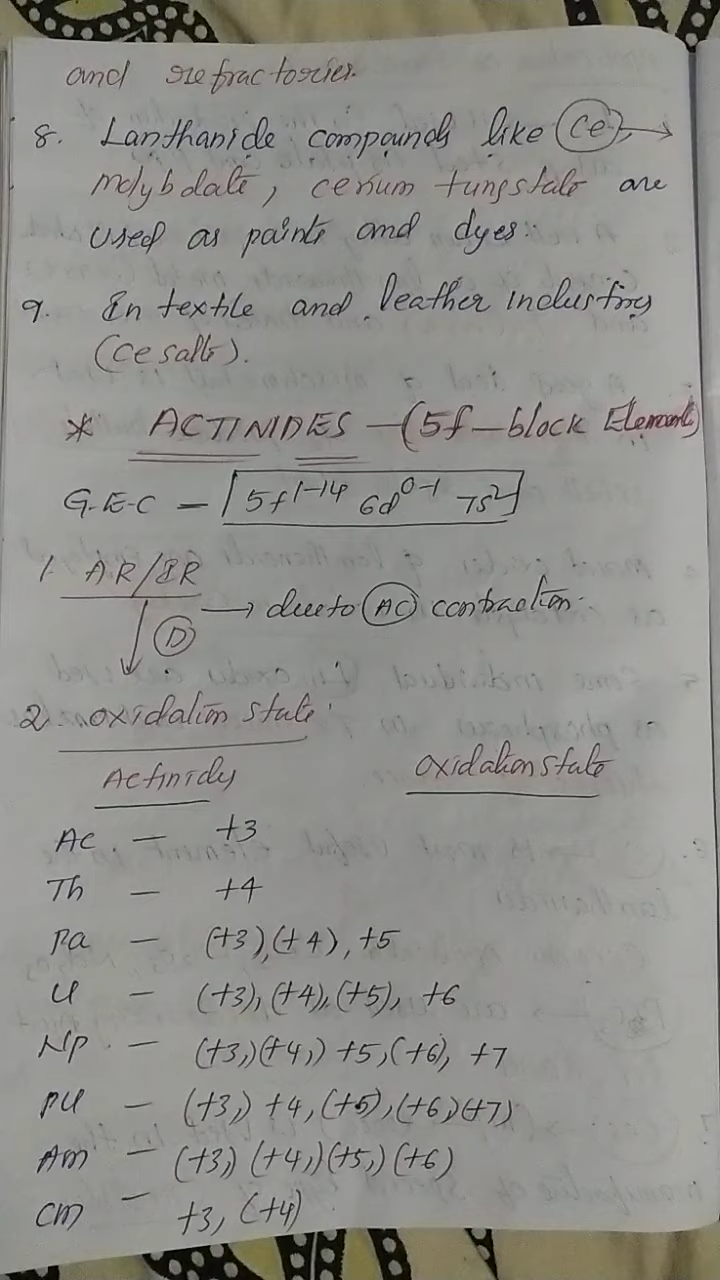 and refractories.
8. Lanthanide compounds like (Ce) →
molybdate, cerium tungstate are
used as paints and dyes.
9. In textile and leather industry
(Ce salts).
* ACTINIDES - (5f-block Elements)
G.E.C - [5f¹⁻¹⁴ 6d⁰⁻¹ 7s²]
1. AR/IR
↓ (D) → due to (AC) contraction.
2. oxidation state:
Actinides Oxidation state
Ac. - +3
Th - +4
Pa - (+3), (+4), +5
U - (+3), (+4), (+5), +6
Np. - (+3,) (+4,) +5, (+6), +7
PU - (+3,) +4, (+5), (+6) (+7)
Am - (+3,) (+4,) (+5,) (+6)
Cm - +3, (+4)